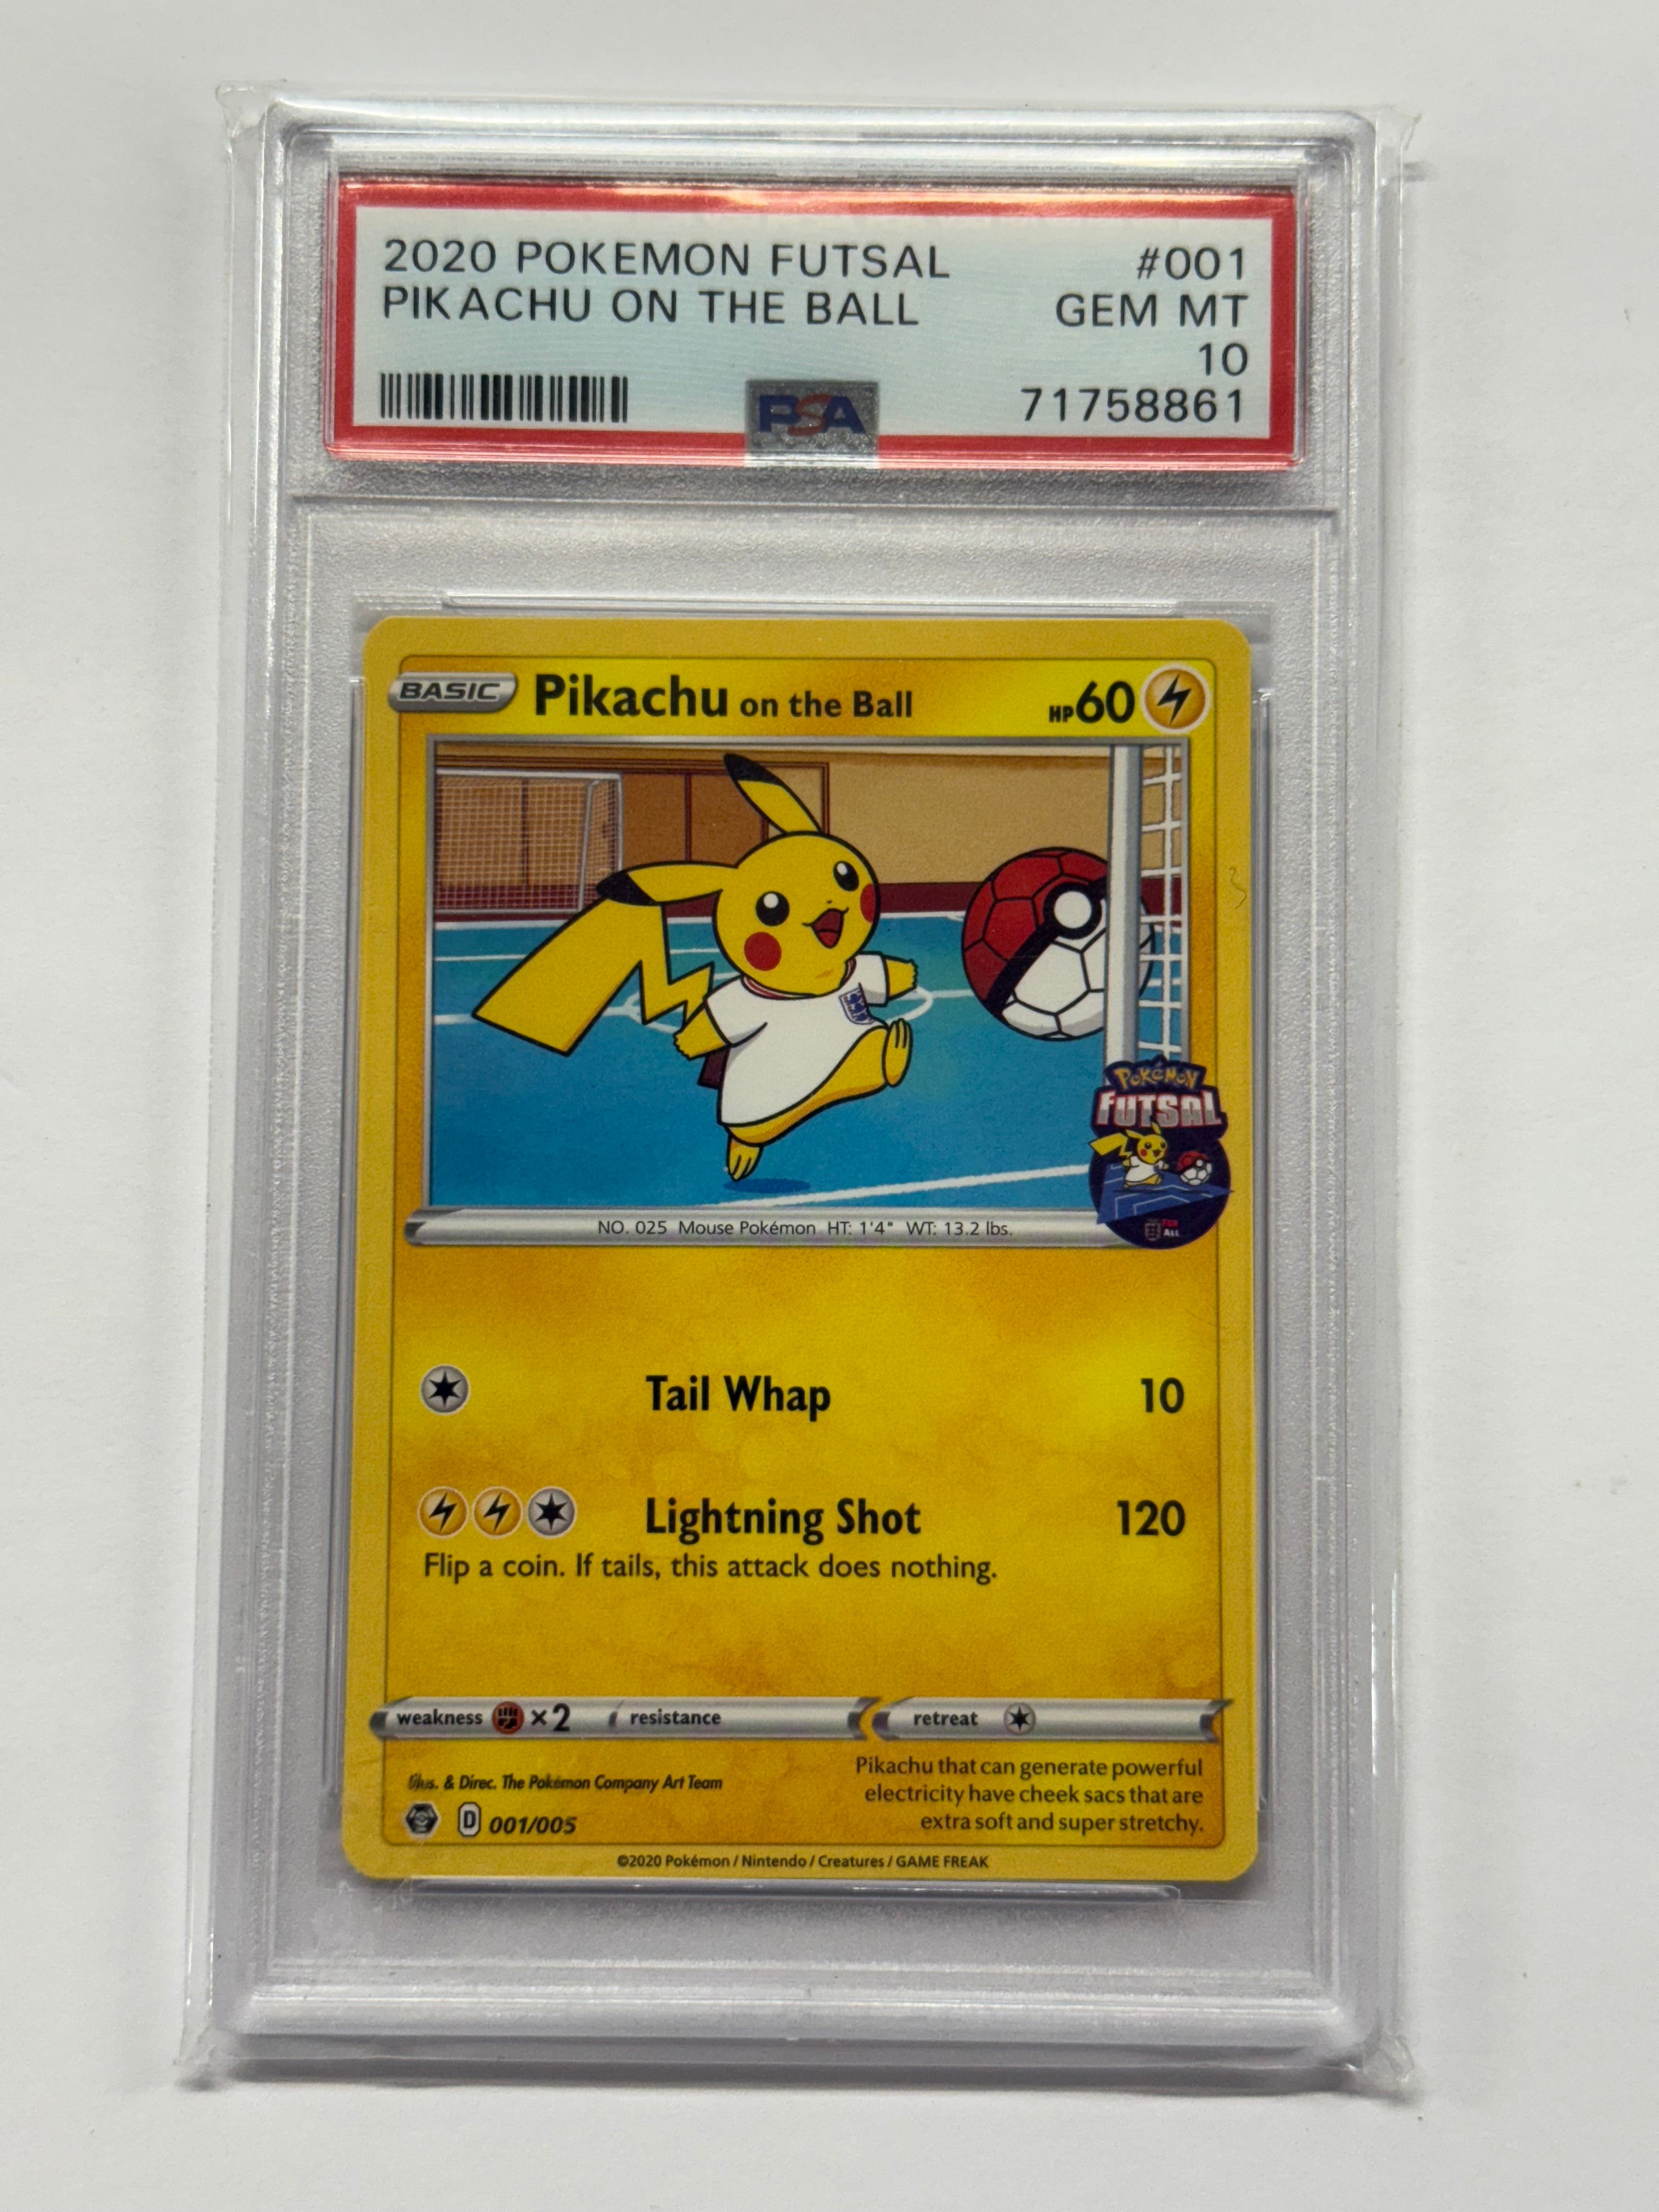 2020 POKEMON FUTSAL #001
PIKACHU ON THE BALL GEM MT
10
PSA 71758861
BASIC Pikachu on the Ball HP 60
POKéMON
FUTSAL
FOR
ALL
NO. 025 Mouse Pokémon HT: 1'4" WT: 13.2 lbs.
Tail Whap 10
Lightning Shot 120
Flip a coin. If tails, this attack does nothing.
weakness ×2 resistance retreat
Illus. & Direc. The Pokémon Company Art Team
Pikachu that can generate powerful
electricity have cheek sacs that are
extra soft and super stretchy.
D 001/005
©2020 Pokémon / Nintendo / Creatures / GAME FREAK